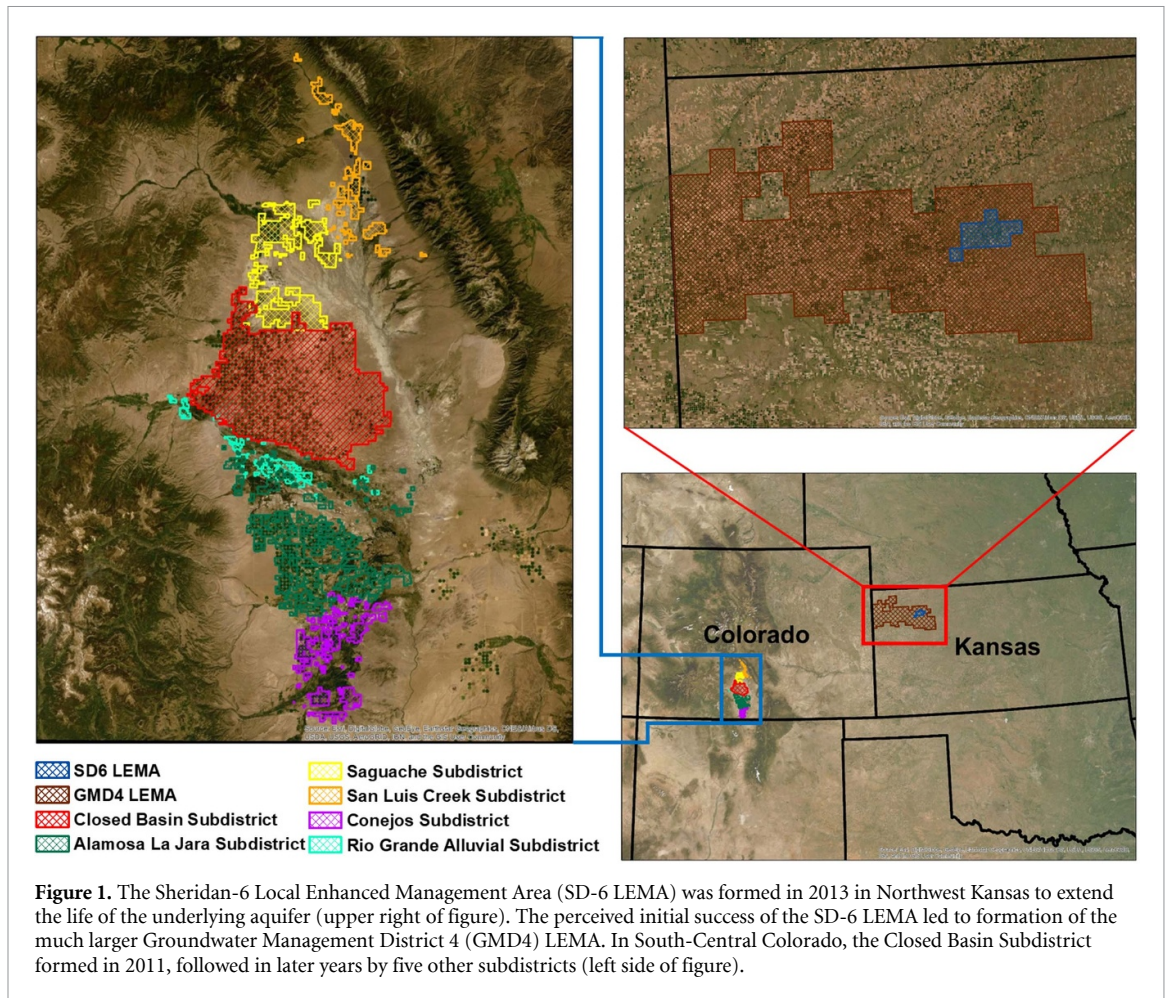 Colorado
Kansas
SD6 LEMA
GMD4 LEMA
Closed Basin Subdistrict
Alamosa La Jara Subdistrict
Saguache Subdistrict
San Luis Creek Subdistrict
Conejos Subdistrict
Rio Grande Alluvial Subdistrict
Figure 1. The Sheridan-6 Local Enhanced Management Area (SD-6 LEMA) was formed in 2013 in Northwest Kansas to extend
the life of the underlying aquifer (upper right of figure). The perceived initial success of the SD-6 LEMA led to formation of the
much larger Groundwater Management District 4 (GMD4) LEMA. In South-Central Colorado, the Closed Basin Subdistrict
formed in 2011, followed in later years by five other subdistricts (left side of figure).